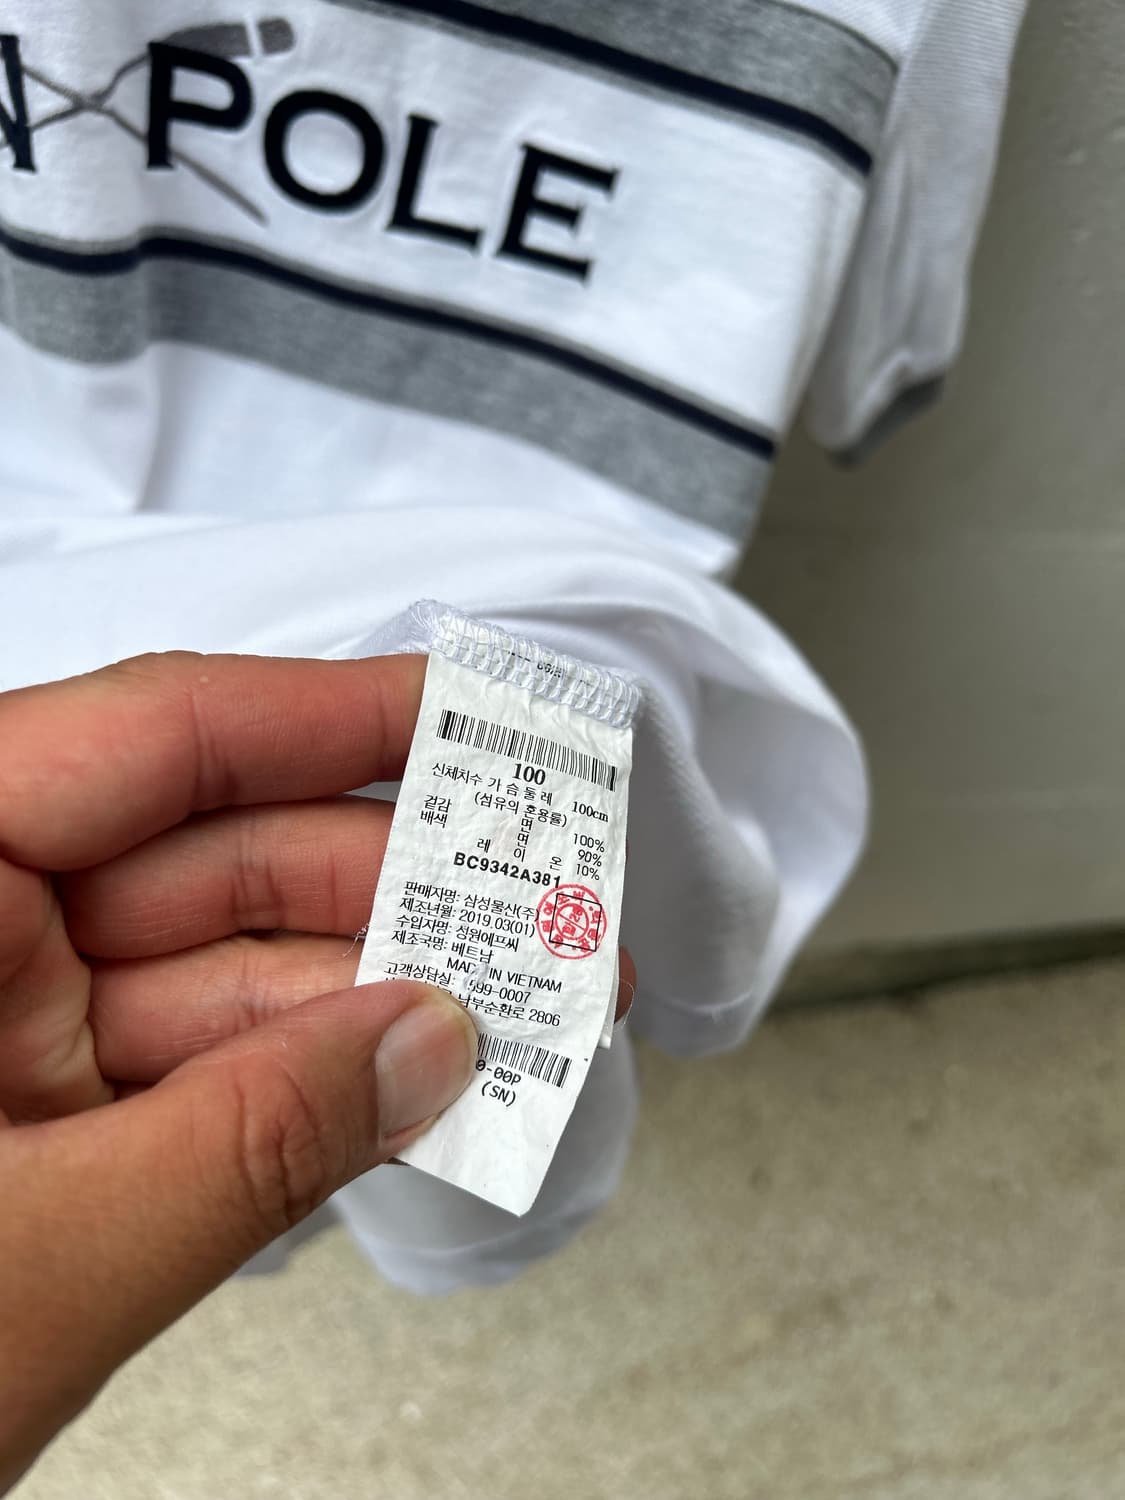 N POLE
100
신체치수 가슴둘레 100cm
(섬유의 혼용률)
겉감 면 100%
배색 면 90%
레이온 10%
BC9342A381
판매자명: 삼성물산(주)
제조년월: 2019.03(01)
수입자명: 성원에프씨
제조국명: 베트남
MADE IN VIETNAM
고객상담실: 599-0007
남부순환로 2806
0-00P
(SN)